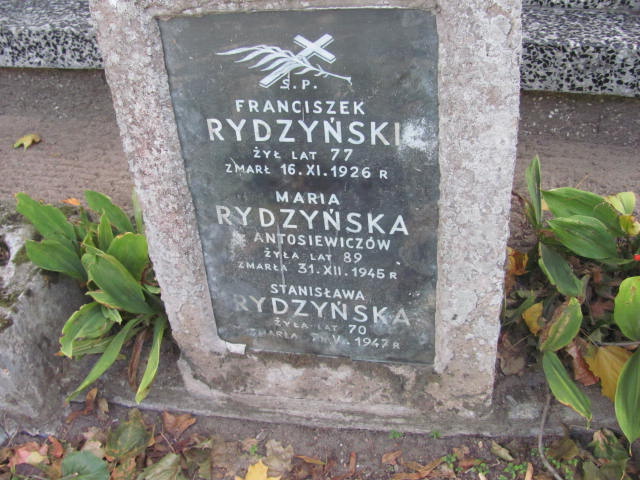 Ś.P.
FRANCISZEK
RYDZYŃSKI
ŻYŁ LAT 77
ZMARŁ 16.XI.1926 R
MARIA
RYDZYŃSKA
Z ANTOSIEWICZÓW
ŻYŁA LAT 89
ZMARŁA 31.XII.1945 R
STANISŁAWA
RYDZYŃSKA
ŻYŁA LAT 70
ZMARŁA VI.1947 R